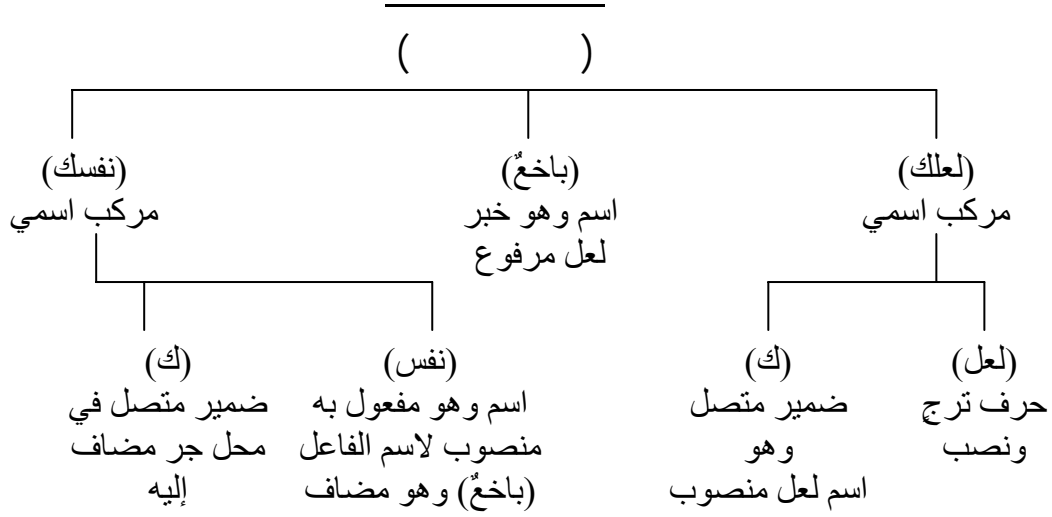 ( )
(لعلك)
مركب اسمي
(باخعٌ)
اسم وهو خبر
لعل مرفوع
(نفسك)
مركب اسمي
(لعل)
حرف ترجٍ
ونصب
(ك)
ضمير متصل
وهو
اسم لعل منصوب
(نفس)
اسم وهو مفعول به
منصوب لاسم الفاعل
(باخعٌ) وهو مضاف
(ك)
ضمير متصل في
محل جر مضاف
إليه